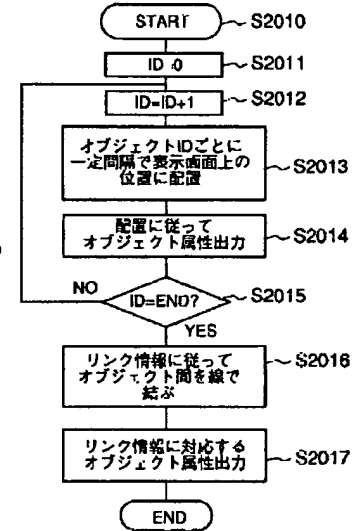 START
S2010
ID=0
S2011
ID=ID+1
S2012
オブジェクトIDごとに
一定間隔で表示画面上の
位置に配置
S2013
配置に従って
オブジェクト属性出力
S2014
ID=END?
S2015
NO
YES
リンク情報に従って
オブジェクト間を線で
結ぶ
S2016
リンク情報に対応する
オブジェクト属性出力
S2017
END